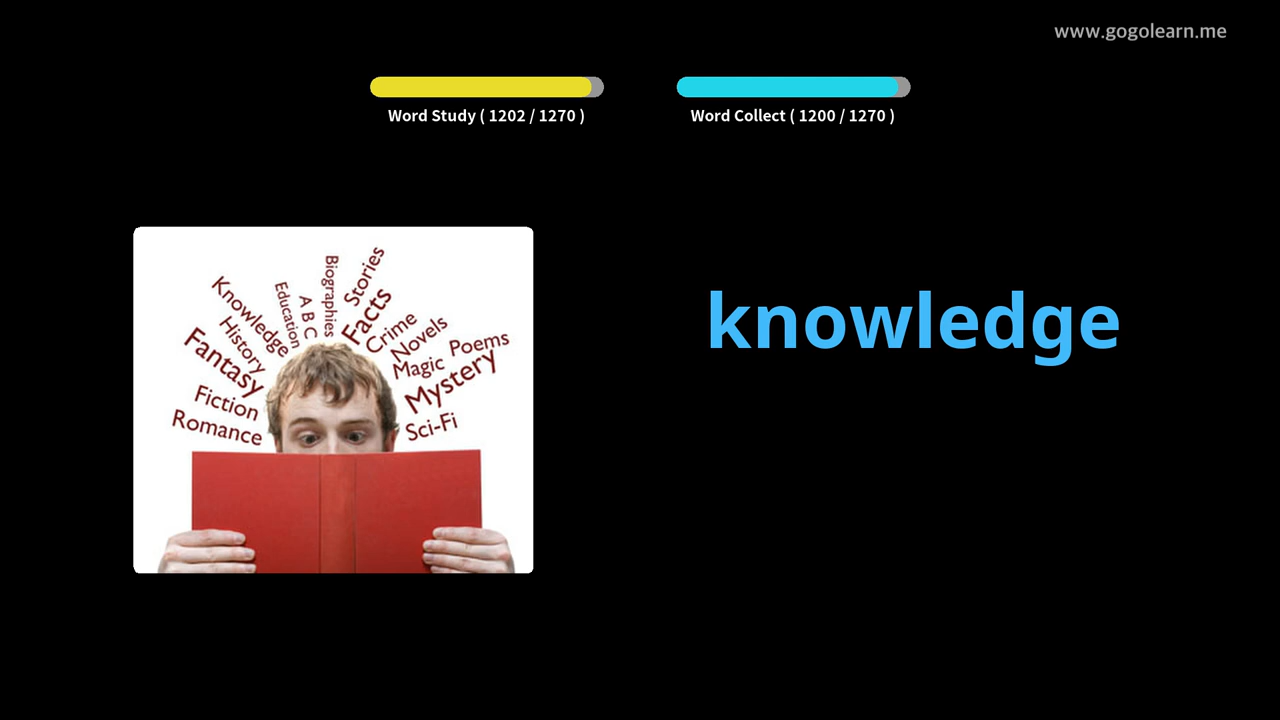 www.gogolearn.me
Word Study ( 1202 / 1270 )
Word Collect ( 1200 / 1270 )
knowledge
Biographies
Stories
Education
A B C
Facts
Knowledge
Crime
History
Novels
Fantasy
Magic
Poems
Mystery
Fiction
Romance
Sci-Fi